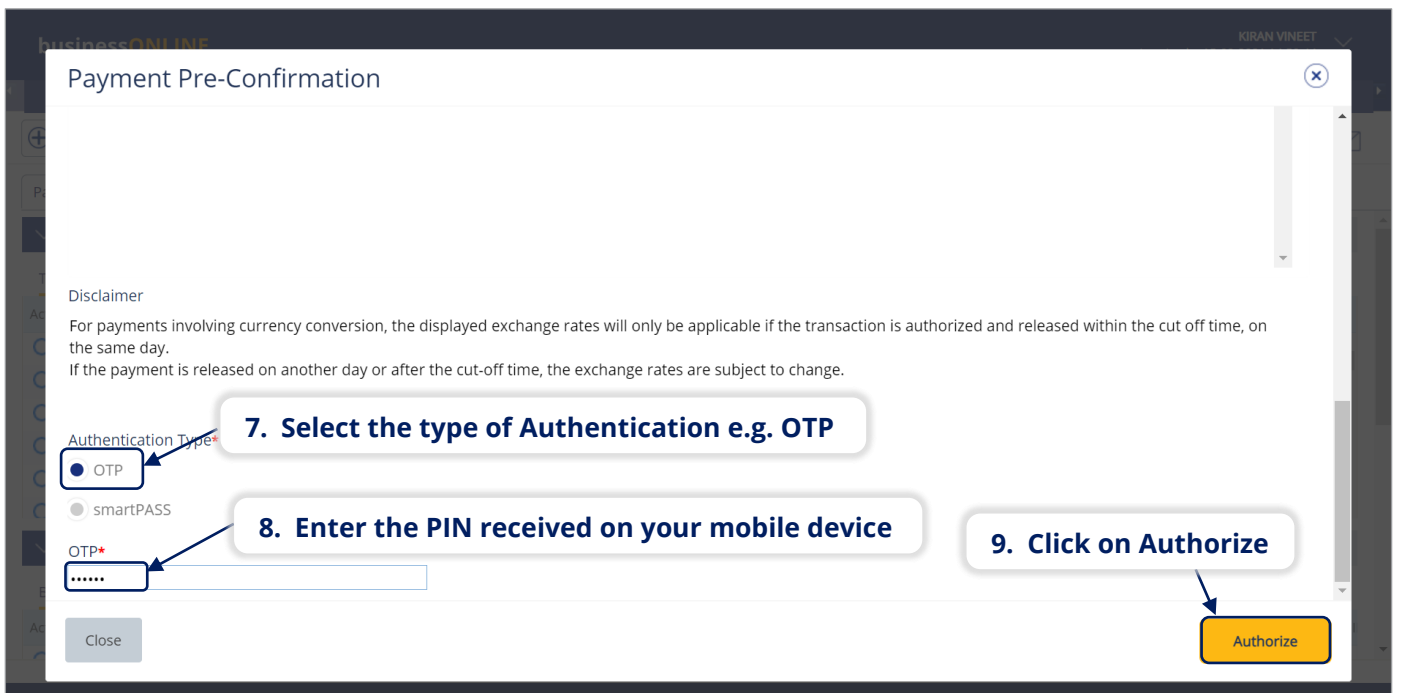 businessONLINE
KIRAN VINEET
Payment Pre-Confirmation
Disclaimer
For payments involving currency conversion, the displayed exchange rates will only be applicable if the transaction is authorized and released within the cut off time, on
the same day.
If the payment is released on another day or after the cut-off time, the exchange rates are subject to change.
7. Select the type of Authentication e.g. OTP
Authentication Type*
OTP
smartPASS
8. Enter the PIN received on your mobile device
9. Click on Authorize
OTP*
••••••
Close
Authorize